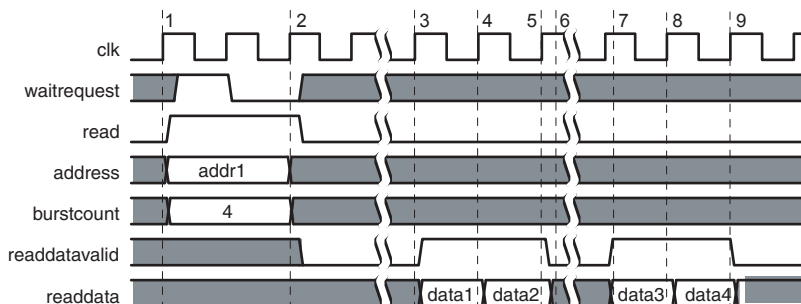 1 2 3 4 5 6 7 8 9
clk
waitrequest
read
address addr1
burstcount 4
readdatavalid
readdata data1 data2 data3 data4